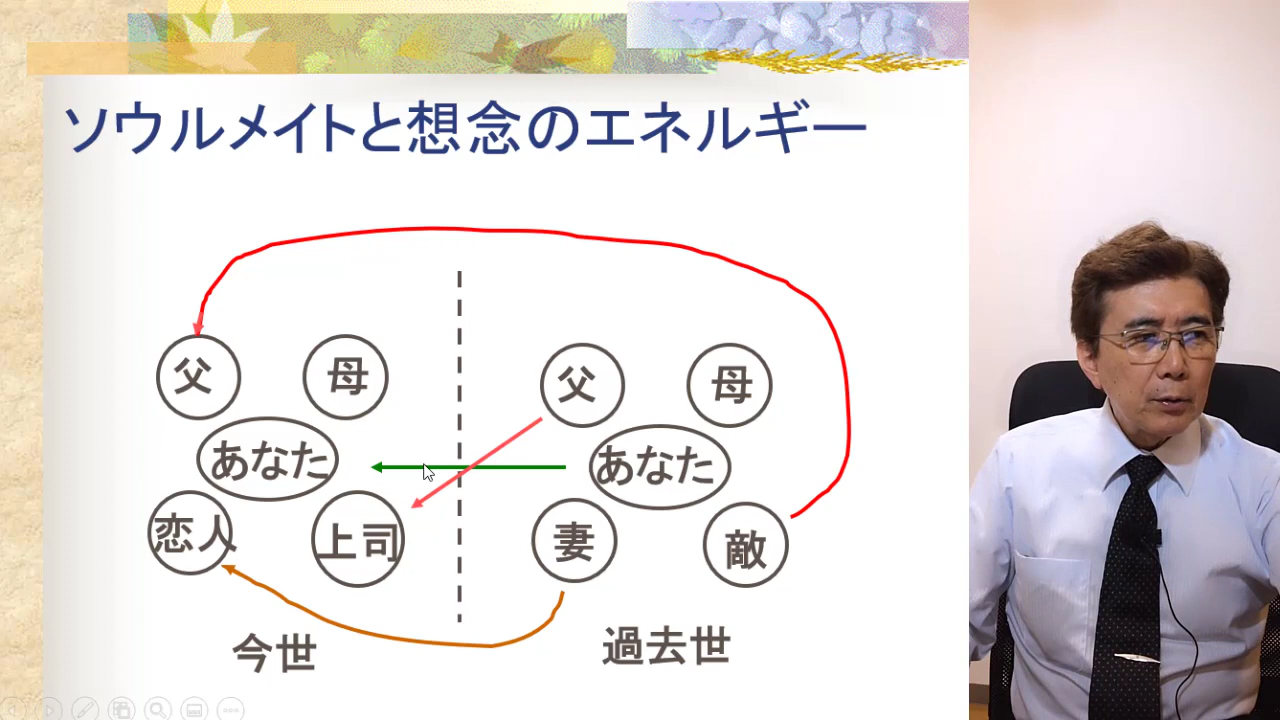 ソウルメイトと想念のエネルギー
父 母 父 母
あなた あなた
恋人 上司 妻 敵
今世 過去世